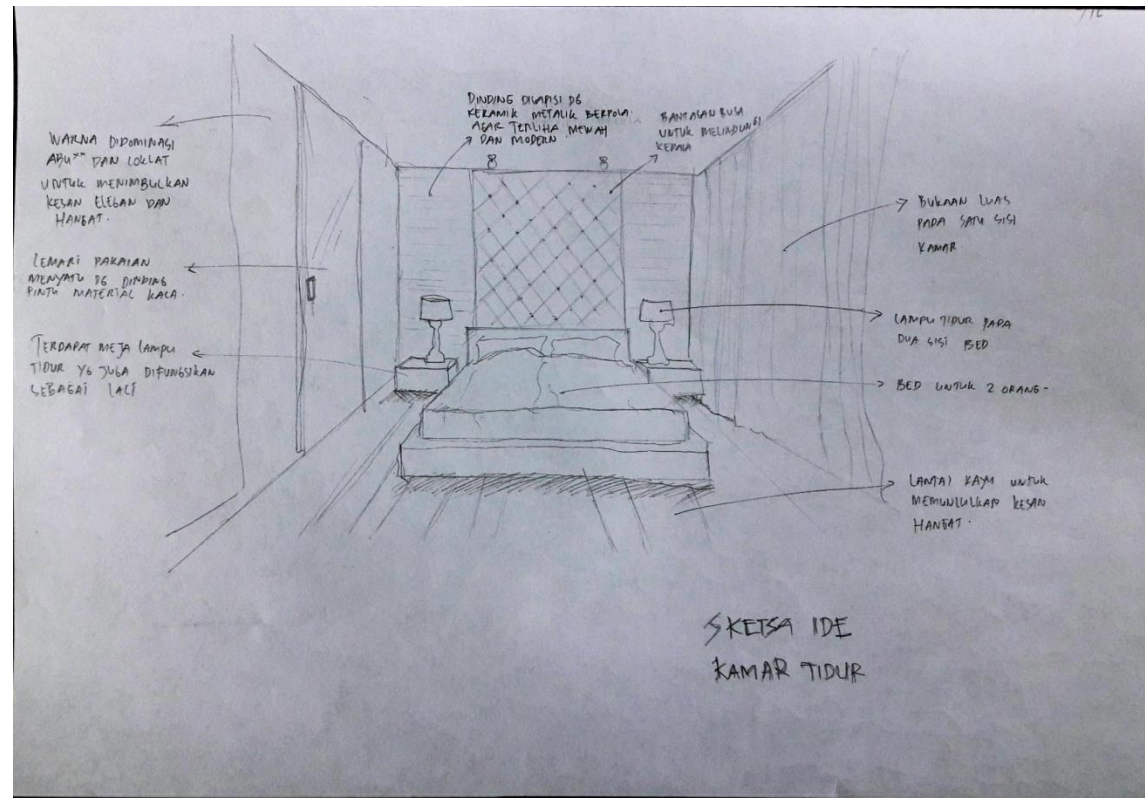 WARNA DIDOMINASI
ABU" DAN COKLAT
UNTUK MENIMBULKAN
KESAN ELEGAN DAN
HANGAT.
LEMARI PAKAIAN
MENYATU DG DINDING
PINTU MATERIAL KACA.
TERDAPAT MEJA LAMPU
TIDUR YG JUGA DIFUNGSIKAN
SEBAGAI LACI
DINDING DILAPISI DG
KERAMIK METALIK BERPOLA.
AGAR TERLIHA MEWAH
DAN MODERN
BANTALAN BUSA
UNTUK MELINDUNGI
KEPALA
BUKAAN LUAS
PADA SATU SISI
KAMAR
LAMPU TIDUR PADA
DUA SISI BED
BED UNTUK 2 ORANG-
LANTAI KAYU UNTUK
MEMUNCULKAN KESAN
HANGAT.
SKETSA IDE
KAMAR TIDUR